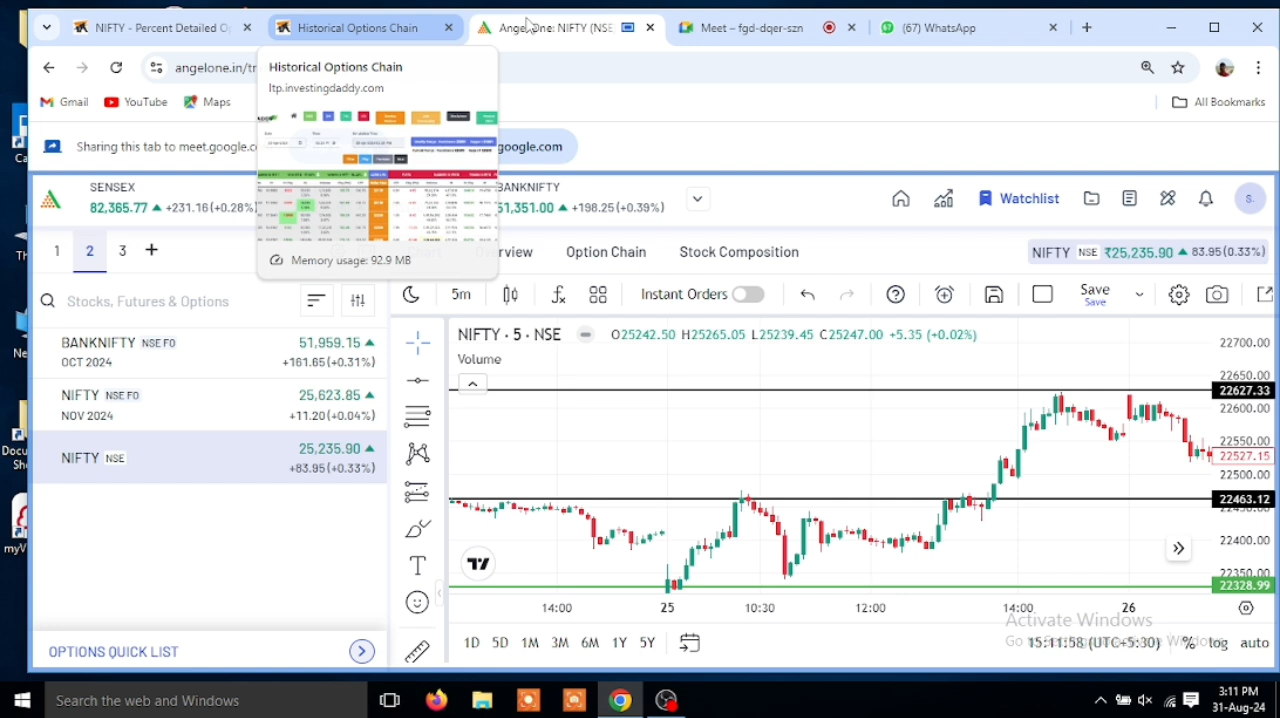 NIFTY - Percent Detailed O
Historical Options Chain
Angel One: NIFTY (NSE
Meet – fgd-dqer-szn
(67) WhatsApp
angelone.in/tr
Historical Options Chain
ltp.investingdaddy.com
Gmail
YouTube
Maps
All Bookmarks
google.com
SENSEX
82,365.77 +231.16 (+0.28%)
BANKNIFTY
51,351.00 +198.25 (+0.39%)
Watchlist
1
2
3
Memory usage: 92.9 MB
Overview
Option Chain
Stock Composition
NIFTY NSE ₹25,235.90 83.95 (0.33%)
Stocks, Futures & Options
5m
Instant Orders
Save
Save
BANKNIFTY NSE FO 51,959.15
OCT 2024 +161.65 (+0.31%)
NIFTY NSE FO 25,623.85
NOV 2024 +11.20 (+0.04%)
NIFTY NSE 25,235.90
+83.95 (+0.33%)
OPTIONS QUICK LIST
NIFTY · 5 · NSE O25242.50 H25265.05 L25239.45 C25247.00 +5.35 (+0.02%)
Volume
22700.00
22650.00
22627.33
22600.00
22550.00
22527.15
22500.00
22463.12
22400.00
22350.00
22328.99
14:00 25 10:30 12:00 14:00 26
1D 5D 1M 3M 6M 1Y 5Y
15:11:58 (UTC+5:30) % log auto
Activate Windows
Search the web and Windows
3:11 PM
31-Aug-24